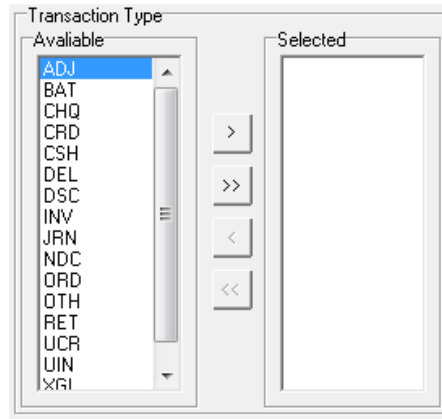 Transaction Type
Avaliable
Selected
ADJ
BAT
CHQ
CRD
CSH
DEL
DSC
INV
JRN
NDC
ORD
OTH
RET
UCR
UIN
XGL
>
>>
<
<<